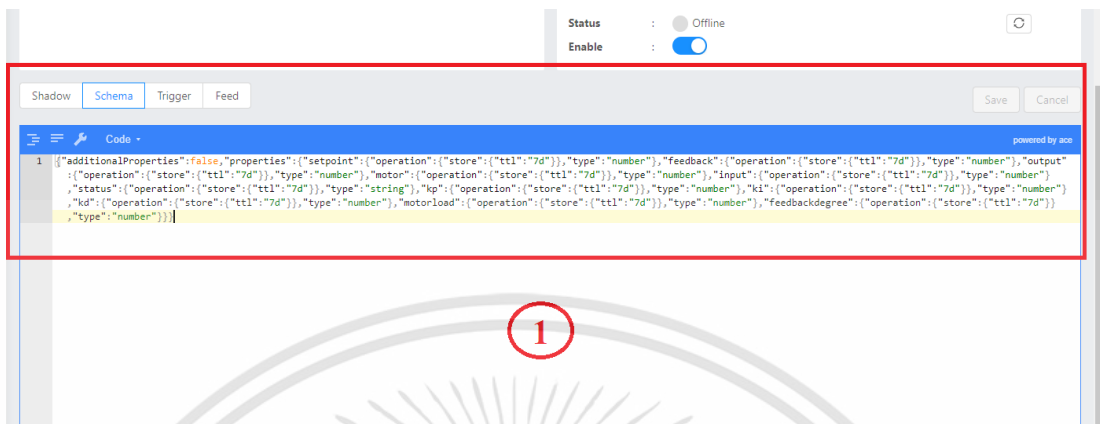 Status : Offline
Enable :
Shadow Schema Trigger Feed Save Cancel
Code powered by ace
1 {"additionalProperties":false,"properties":{"setpoint":{"operation":{"store":{"ttl":"7d"}},"type":"number"},"feedback":{"operation":{"store":{"ttl":"7d"}},"type":"number"},"output"
:{"operation":{"store":{"ttl":"7d"}},"type":"number"},"motor":{"operation":{"store":{"ttl":"7d"}},"type":"number"},"input":{"operation":{"store":{"ttl":"7d"}},"type":"number"}
,"status":{"operation":{"store":{"ttl":"7d"}},"type":"string"},"kp":{"operation":{"store":{"ttl":"7d"}},"type":"number"},"ki":{"operation":{"store":{"ttl":"7d"}},"type":"number"}
,"kd":{"operation":{"store":{"ttl":"7d"}},"type":"number"},"motorload":{"operation":{"store":{"ttl":"7d"}},"type":"number"},"feedbackdegree":{"operation":{"store":{"ttl":"7d"}}
,"type":"number"}}}
1